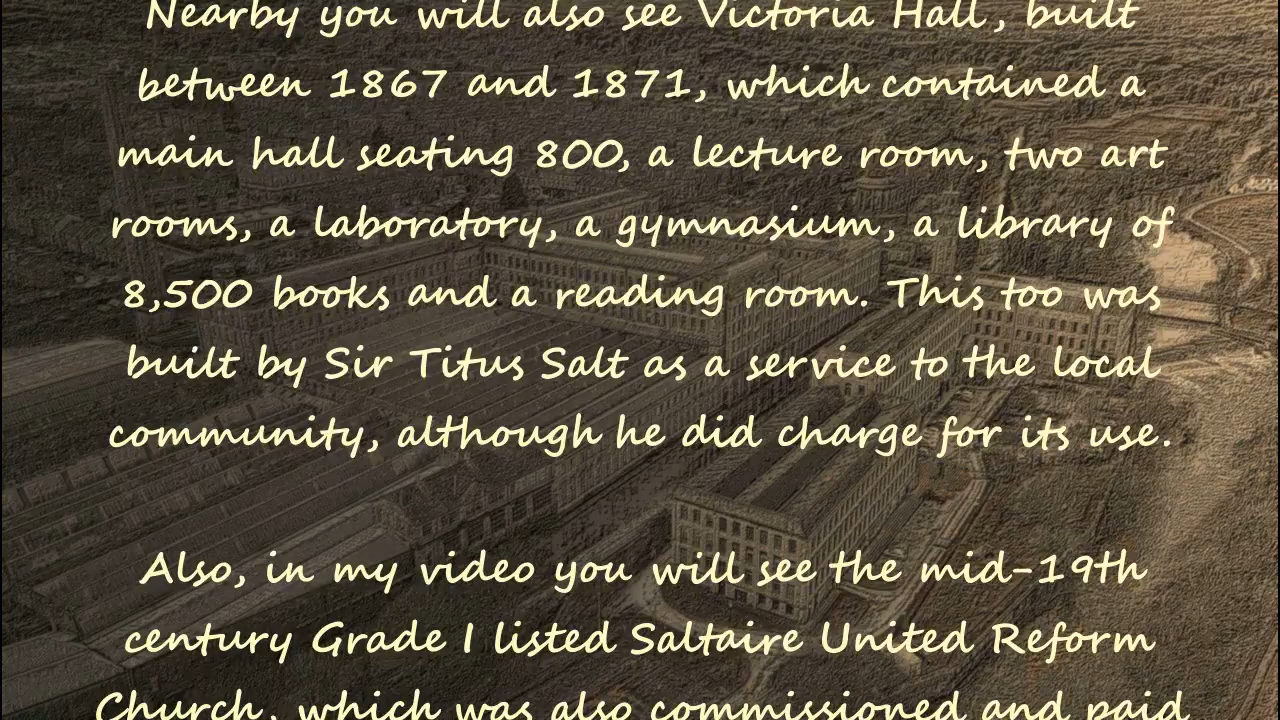 Nearby you will also see Victoria Hall, built
between 1867 and 1871, which contained a
main hall seating 800, a lecture room, two art
rooms, a laboratory, a gymnasium, a library of
8,500 books and a reading room. This too was
built by Sir Titus Salt as a service to the local
community, although he did charge for its use.
Also, in my video you will see the mid-19th
century Grade I listed Saltaire United Reform
Church, which was also commissioned and paid